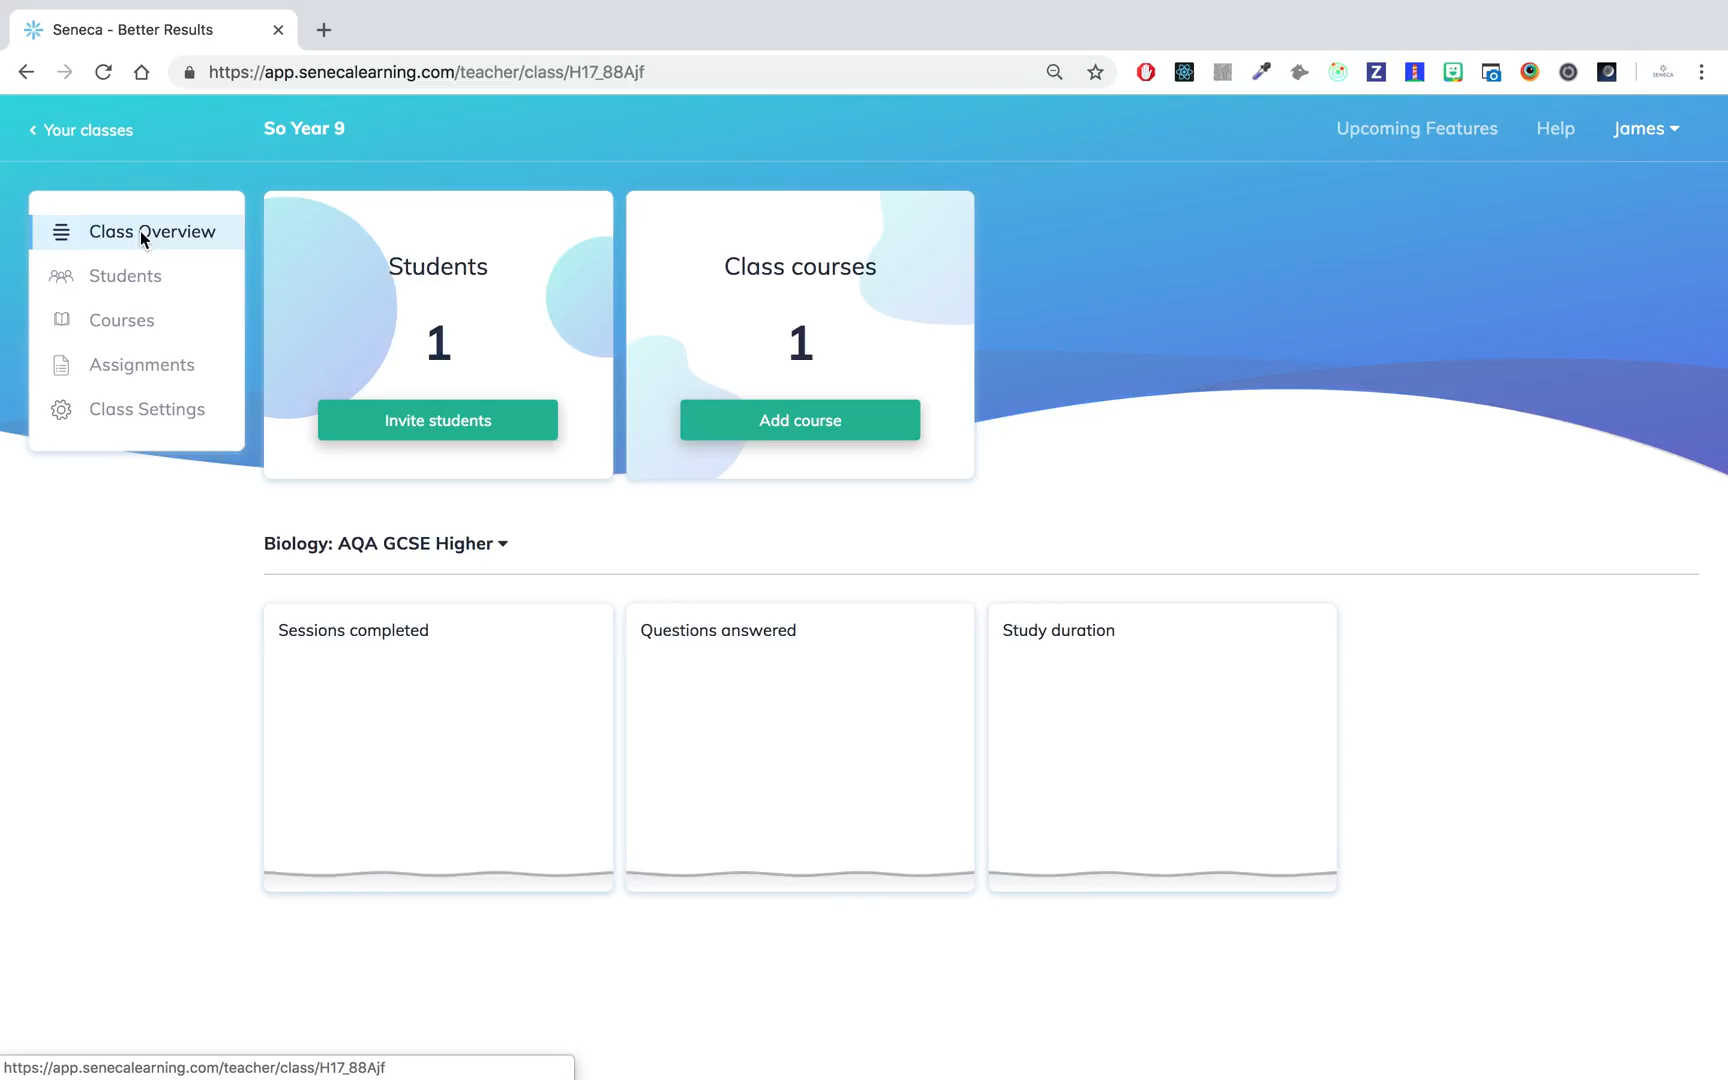 Seneca - Better Results
https://app.senecalearning.com/teacher/class/H17_88Ajf
Z
SENECA
Your classes
So Year 9
Upcoming Features
Help
James
Class Overview
Students
Courses
Assignments
Class Settings
Students
1
Invite students
Class courses
1
Add course
Biology: AQA GCSE Higher
Sessions completed
Questions answered
Study duration
https://app.senecalearning.com/teacher/class/H17_88Ajf